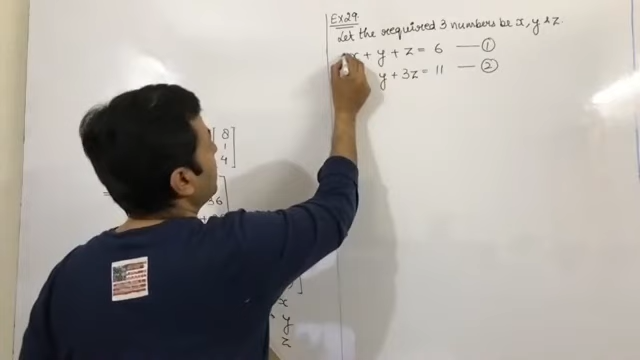 Ex 29.
Let the required 3 numbers be x, y & z.
x + y + z = 6 — ①
y + 3z = 11 — ②
8
1
4
36
x
y
z